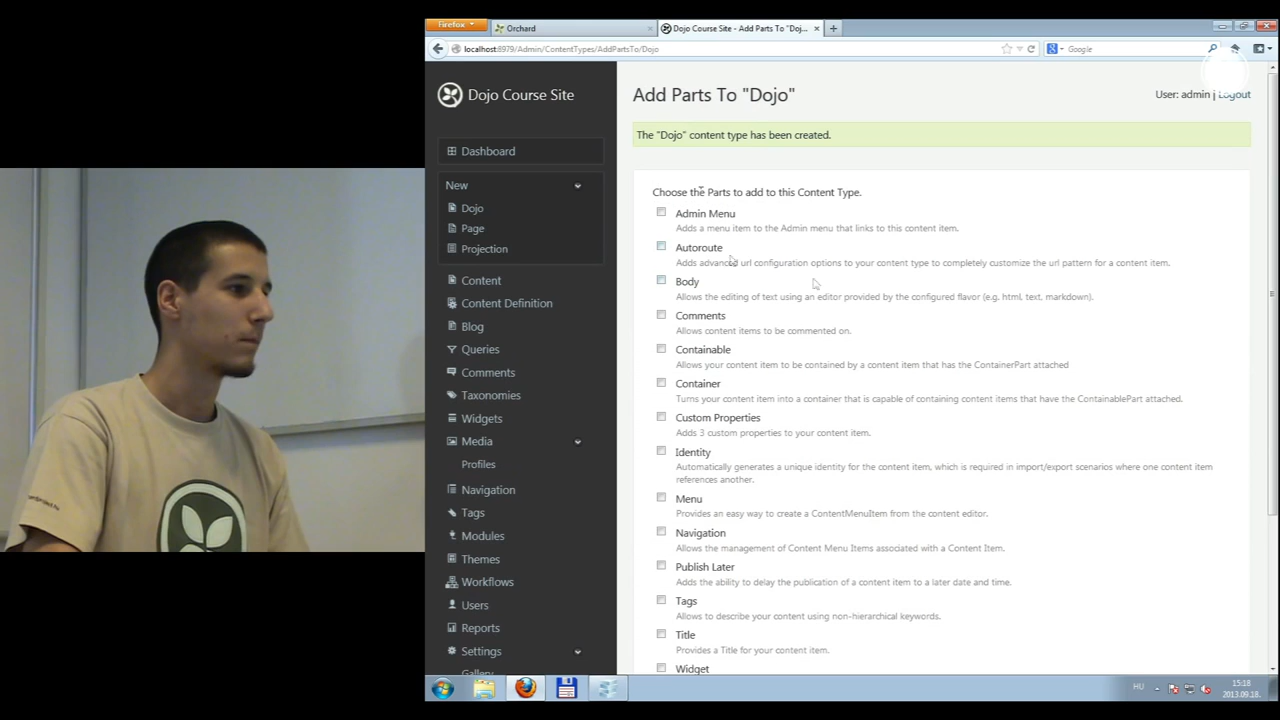 Firefox
Orchard
Dojo Course Site - Add Parts To "Doj...
localhost:8979/Admin/ContentTypes/AddPartsTo/Dojo
Google
Dojo Course Site
Dashboard
New
Dojo
Page
Projection
Content
Content Definition
Blog
Queries
Comments
Taxonomies
Widgets
Media
Profiles
Navigation
Tags
Modules
Themes
Workflows
Users
Reports
Settings
Gallery
Add Parts To "Dojo"
User: admin | Logout
The "Dojo" content type has been created.
Choose the Parts to add to this Content Type.
Admin Menu
Adds a menu item to the Admin menu that links to this content item.
Autoroute
Adds advanced url configuration options to your content type to completely customize the url pattern for a content item.
Body
Allows the editing of text using an editor provided by the configured flavor (e.g. html, text, markdown).
Comments
Allows content items to be commented on.
Containable
Allows your content item to be contained by a content item that has the ContainerPart attached
Container
Turns your content item into a container that is capable of containing content items that have the ContainablePart attached.
Custom Properties
Adds 3 custom properties to your content item.
Identity
Automatically generates a unique identity for the content item, which is required in import/export scenarios where one content item
references another.
Menu
Provides an easy way to create a ContentMenuItem from the content editor.
Navigation
Allows the management of Content Menu Items associated with a Content Item.
Publish Later
Adds the ability to delay the publication of a content item to a later date and time.
Tags
Allows to describe your content using non-hierarchical keywords.
Title
Provides a Title for your content item.
Widget
HU
15:18
2013.09.18.